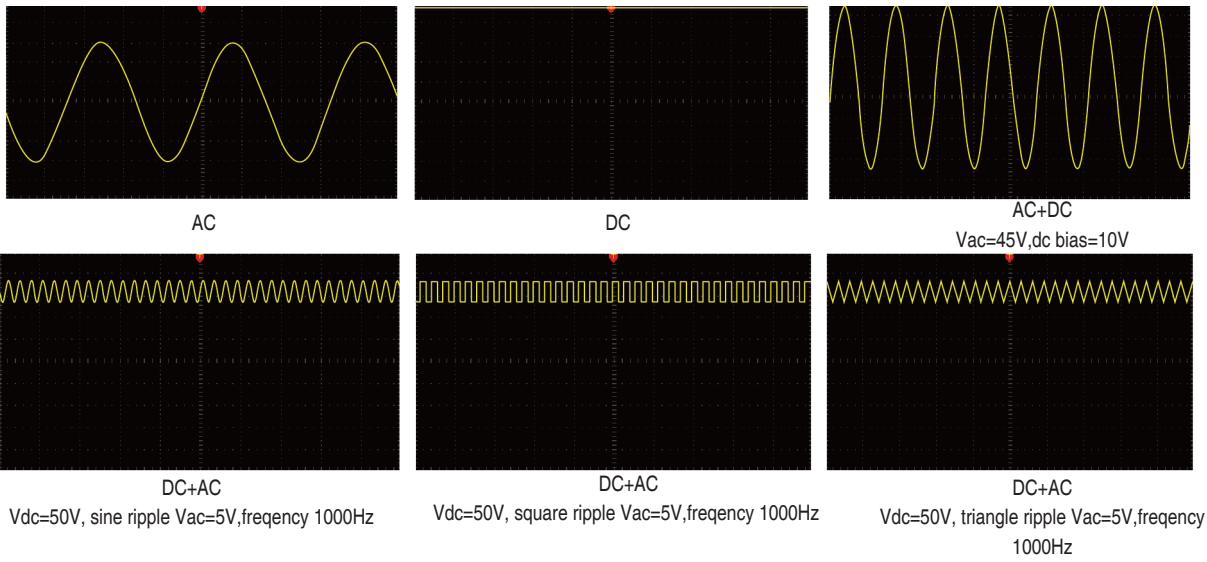 AC
DC
AC+DC
Vac=45V,dc bias=10V
DC+AC
Vdc=50V, sine ripple Vac=5V,freqency 1000Hz
DC+AC
Vdc=50V, square ripple Vac=5V,freqency 1000Hz
DC+AC
Vdc=50V, triangle ripple Vac=5V,freqency
1000Hz